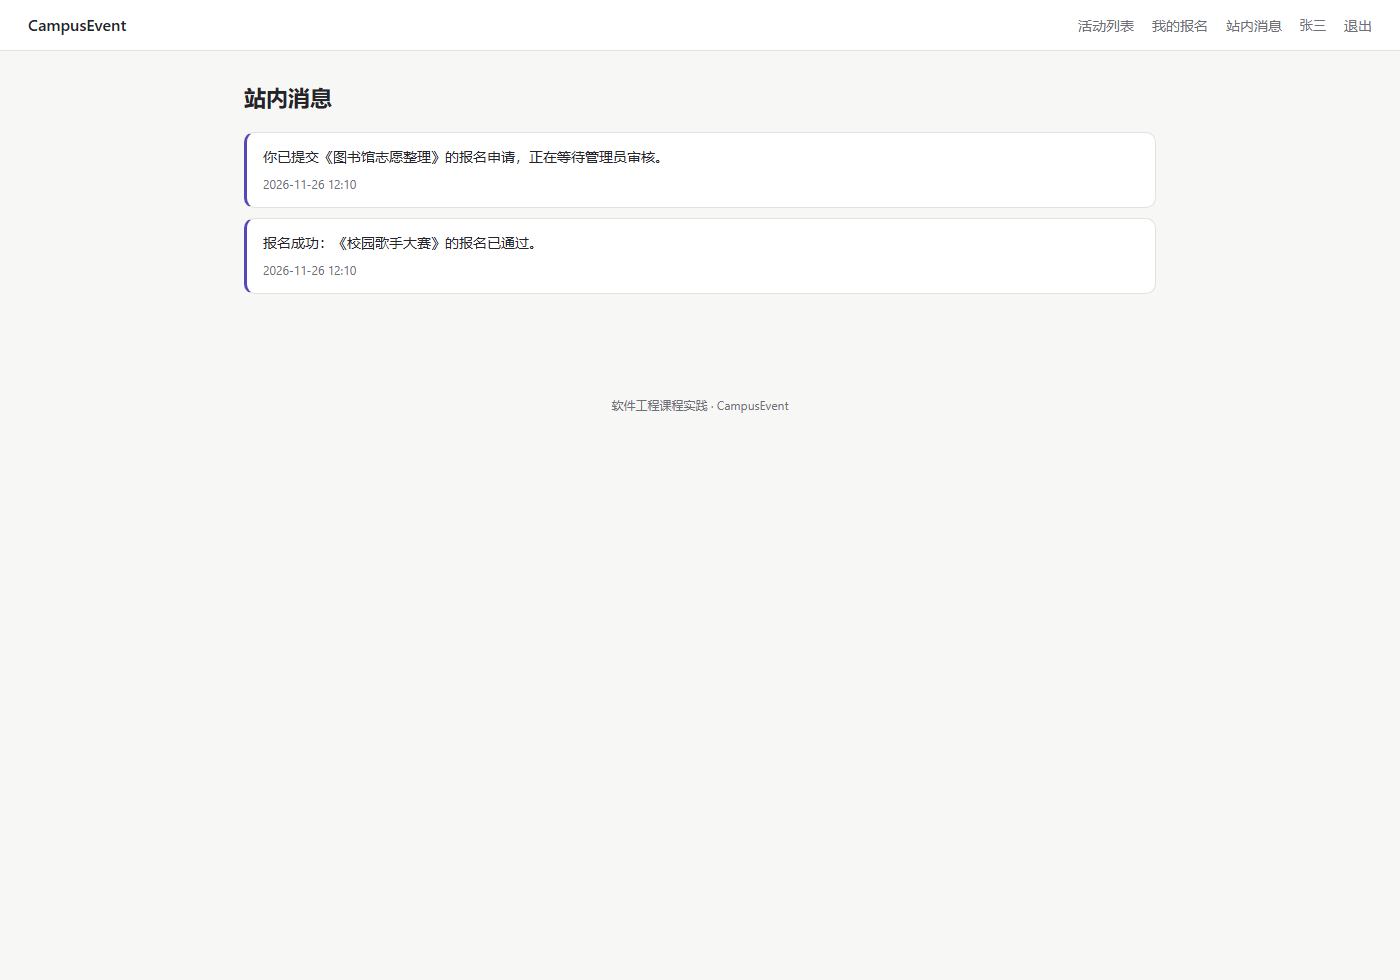 CampusEvent
活动列表 我的报名 站内消息 张三 退出
站内消息
你已提交《图书馆志愿整理》的报名申请，正在等待管理员审核。
2026-11-26 12:10
报名成功：《校园歌手大赛》的报名已通过。
2026-11-26 12:10
软件工程课程实践 · CampusEvent